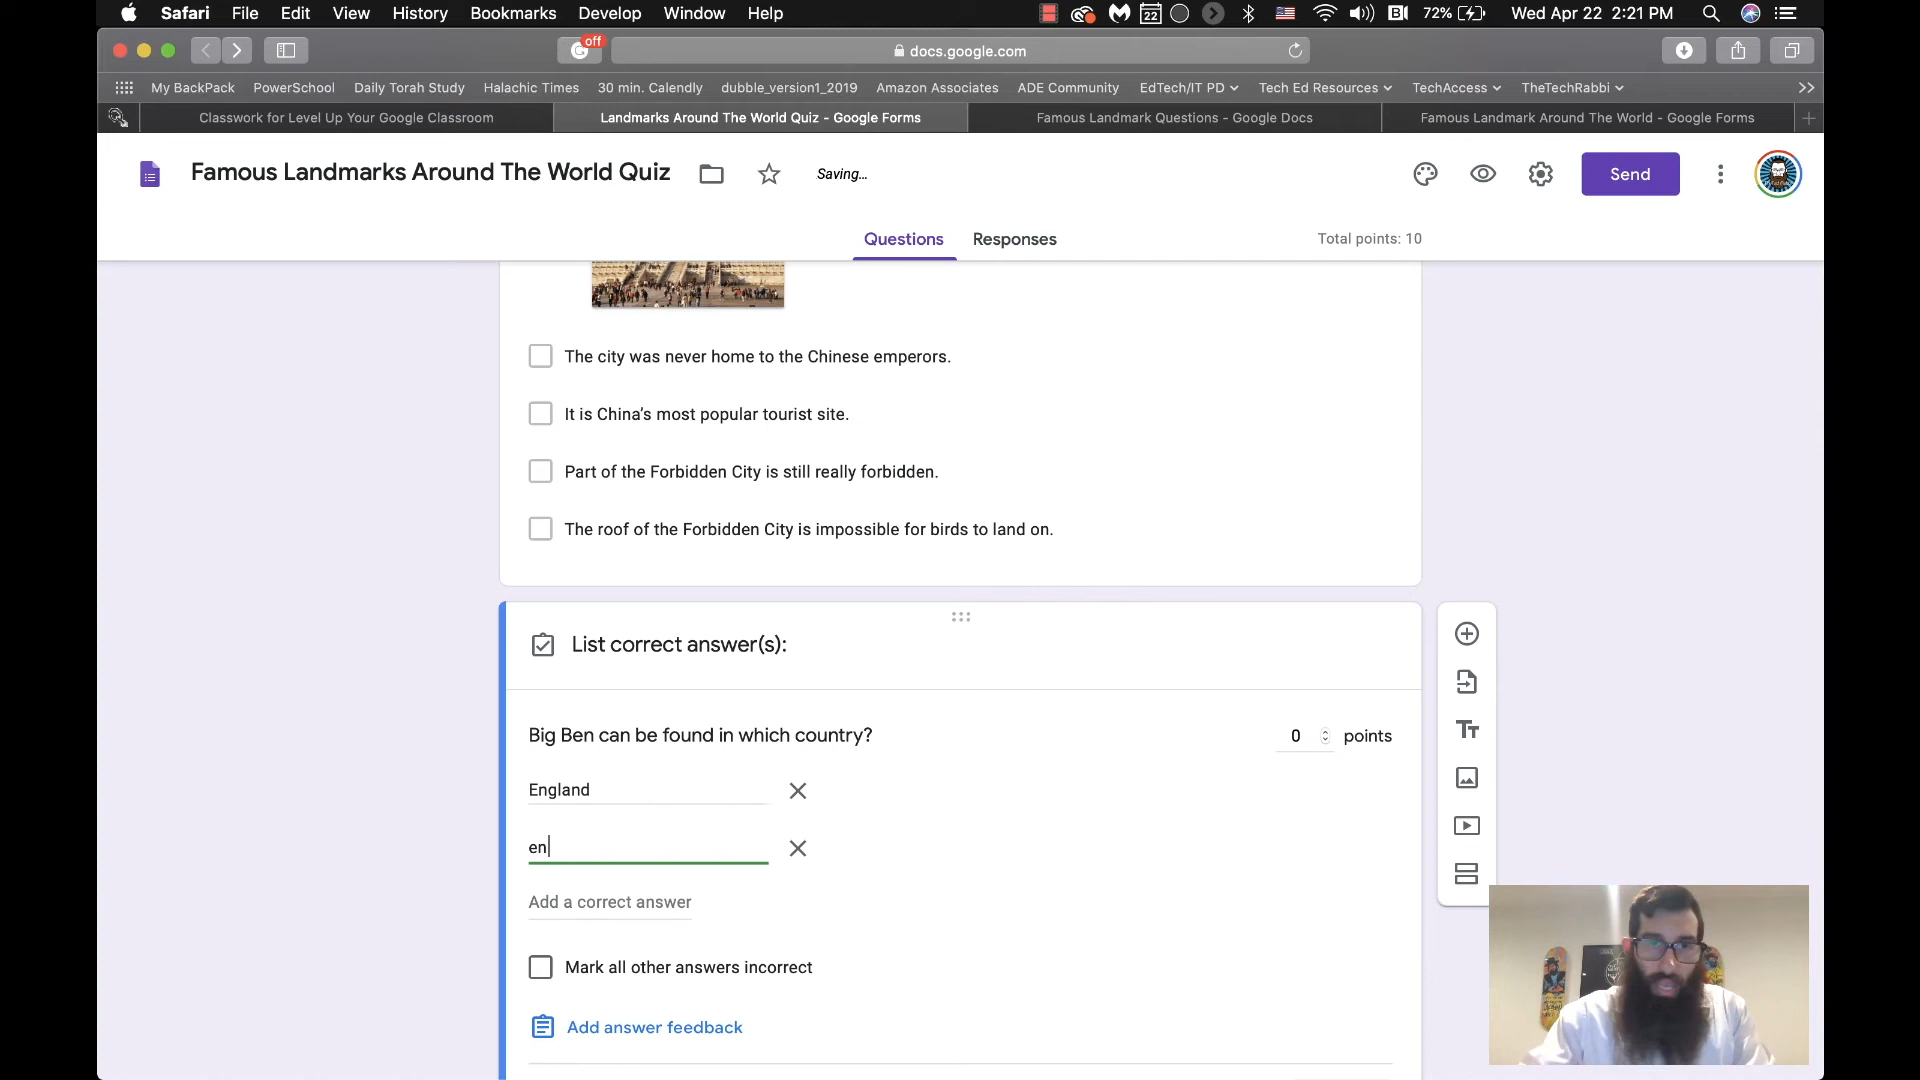 Safari File Edit View History Bookmarks Develop Window Help 22 72% Wed Apr 22 2:21 PM
off
docs.google.com
My BackPack PowerSchool Daily Torah Study Halachic Times 30 min. Calendly dubble_version1_2019 Amazon Associates ADE Community EdTech/IT PD Tech Ed Resources TechAccess TheTechRabbi
Classwork for Level Up Your Google Classroom Landmarks Around The World Quiz - Google Forms Famous Landmark Questions - Google Docs Famous Landmark Around The World - Google Forms
Famous Landmarks Around The World Quiz Saving... Send
Questions Responses Total points: 10
The city was never home to the Chinese emperors.
It is China’s most popular tourist site.
Part of the Forbidden City is still really forbidden.
The roof of the Forbidden City is impossible for birds to land on.
List correct answer(s):
Big Ben can be found in which country? 0 points
England
en
Add a correct answer
Mark all other answers incorrect
Add answer feedback